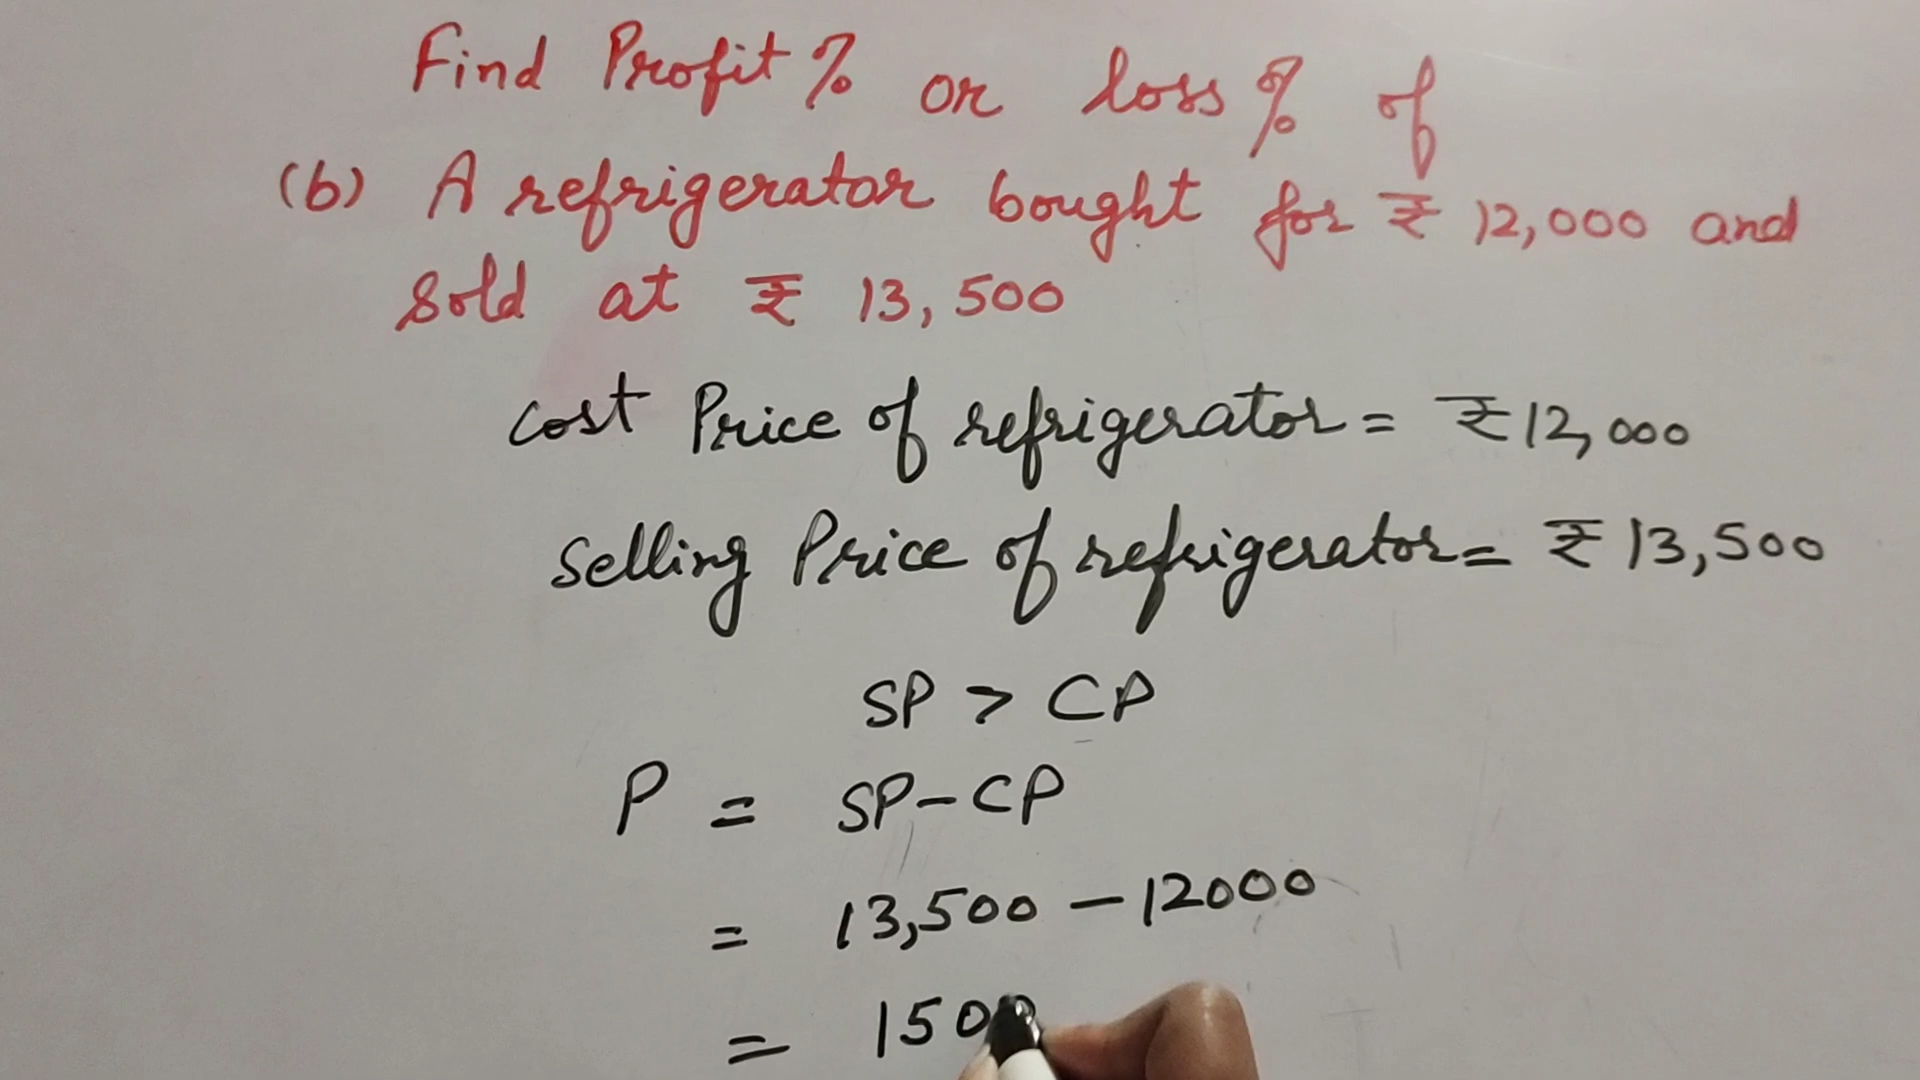 Find Profit % or loss % of
(b) A refrigerator bought for ₹ 12,000 and
sold at ₹ 13,500
Cost Price of refrigerator = ₹ 12,000
Selling Price of refrigerator = ₹ 13,500
SP > CP
P = SP - CP
= 13,500 - 12000
= 1500